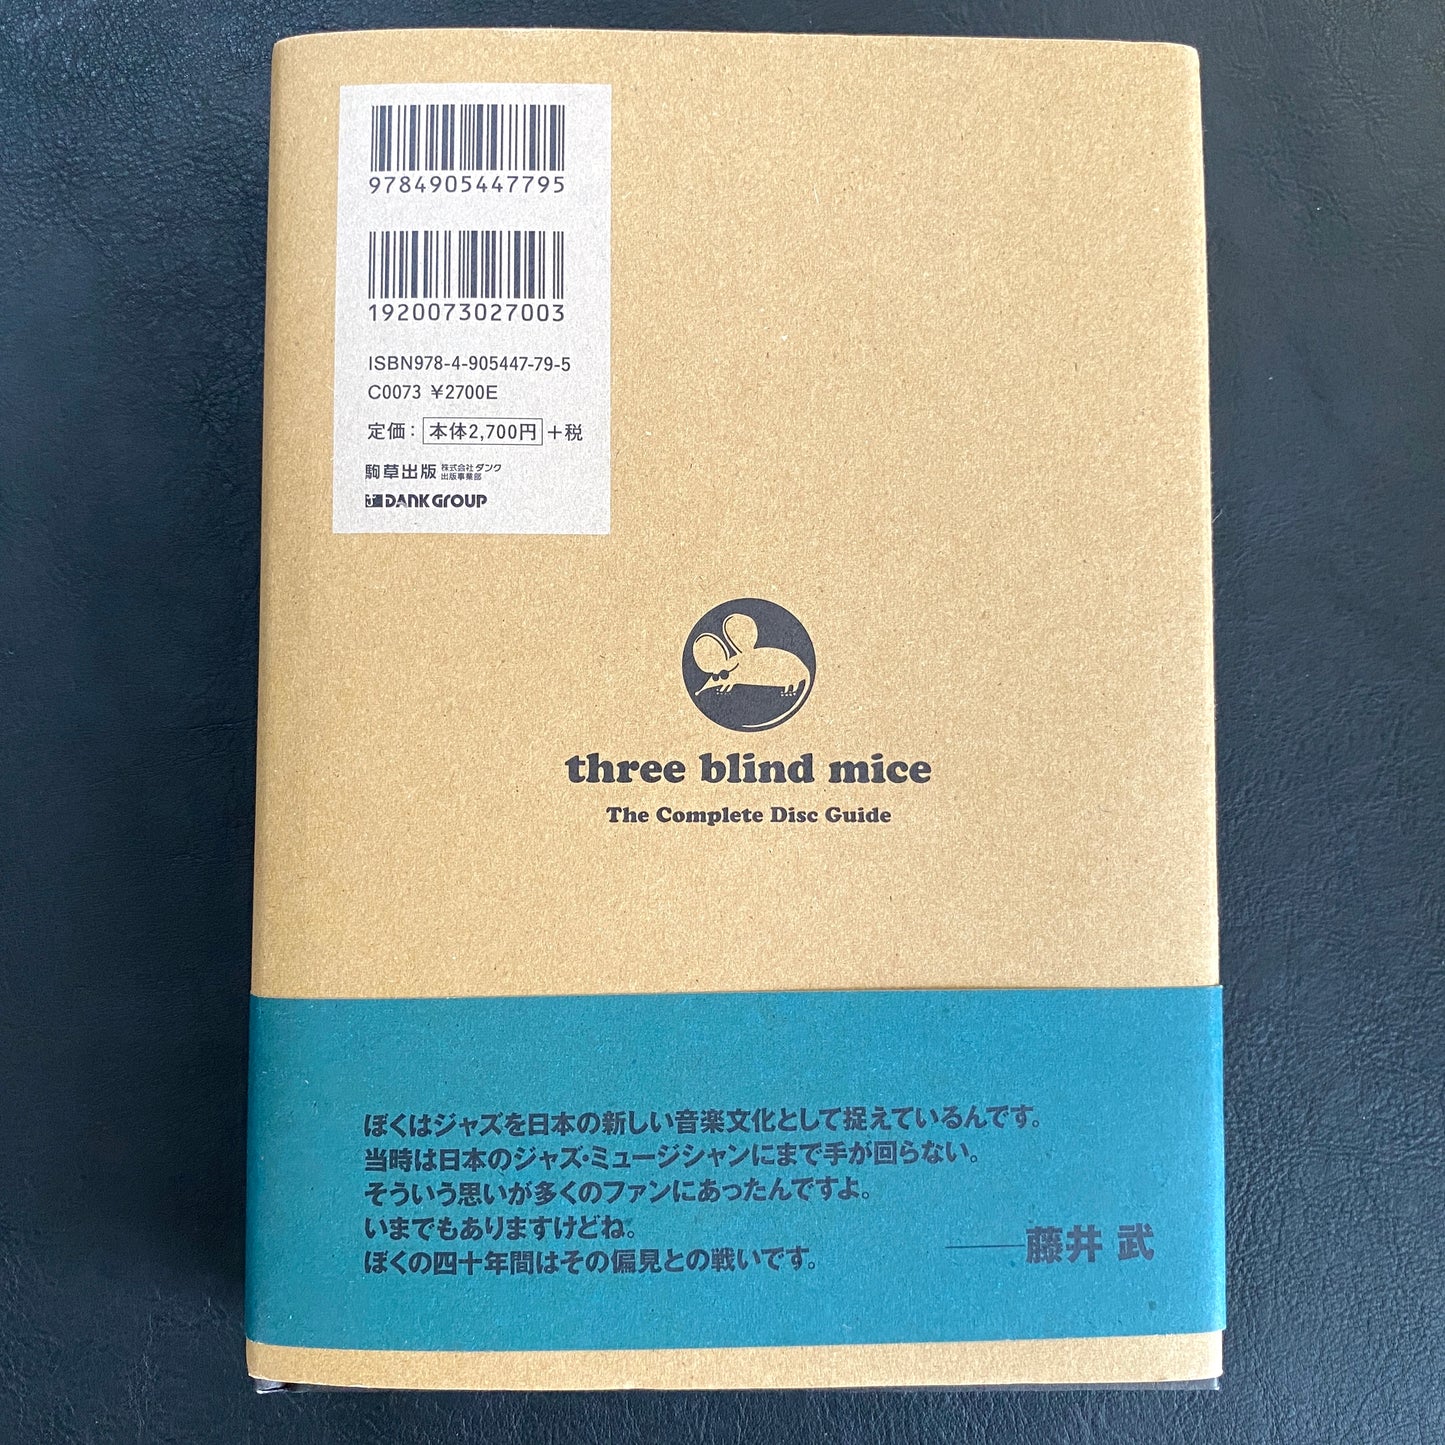 9784905447795
1920073027003
ISBN978-4-905447-79-5
C0073 ¥2700E
定価： 本体2,700円 +税
駒草出版 株式会社 ダンク
出版事業部
DANK GROUP
three blind mice
The Complete Disc Guide
ぼくはジャズを日本の新しい音楽文化として捉えているんです。
当時は日本のジャズ・ミュージシャンにまで手が回らない。
そういう思いが多くのファンにあったんですよ。
いまでもありますけどね。
ぼくの四十年間はその偏見との戦いです。
――藤井 武